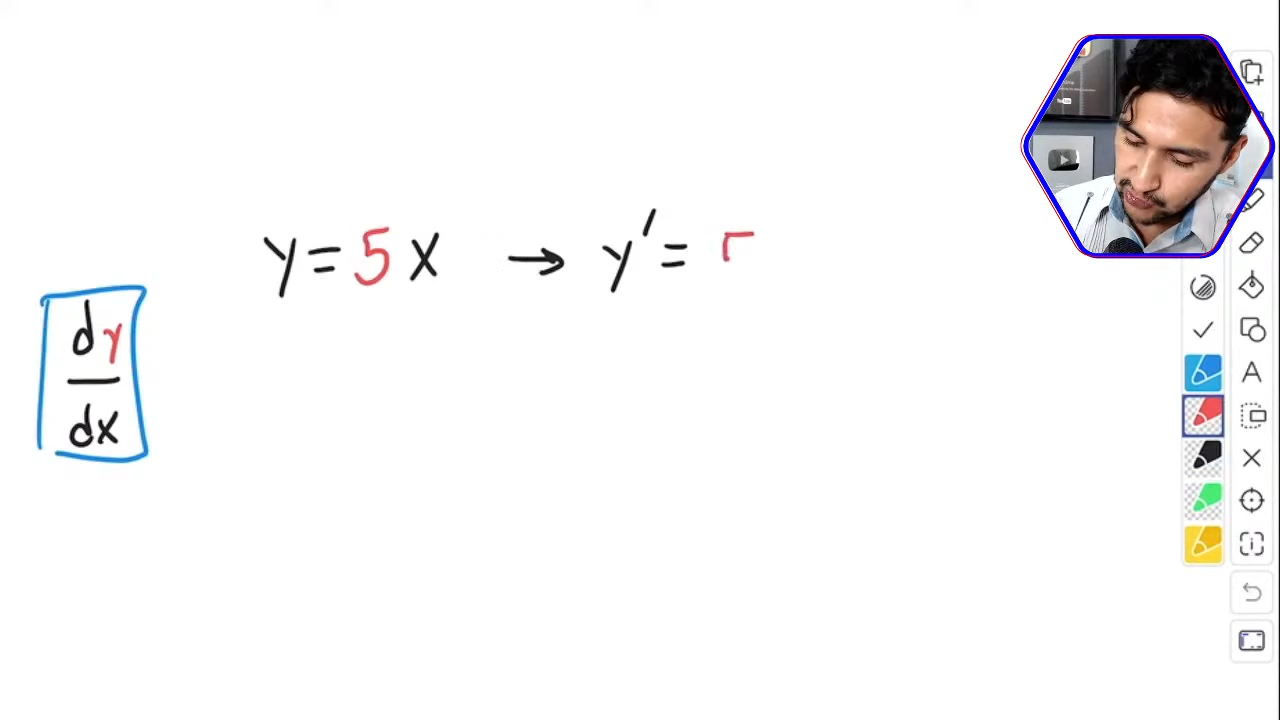 y = 5x → y' =
dy
dx
A